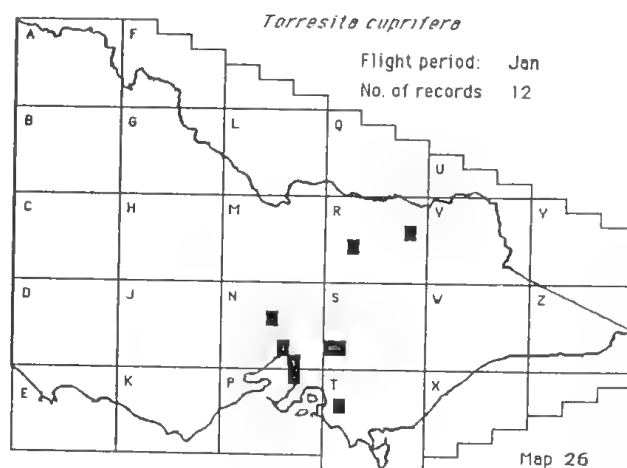 Torresita cuprifera
Flight period: Jan
No. of records 12
A F
B G L Q
U
C H M R V Y
D J N S W Z
E K P T X
Map 26